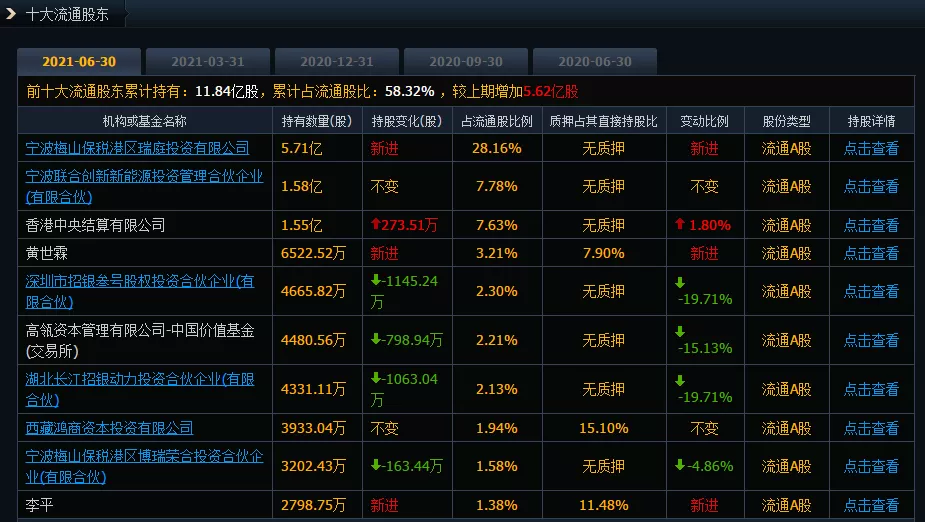 十大流通股东
2021-06-30 2021-03-31 2020-12-31 2020-09-30 2020-06-30
前十大流通股东累计持有：11.84亿股，累计占流通股比：58.32% ，较上期增加5.62亿股
机构或基金名称 持有数量(股) 持股变化(股) 占流通股比例 质押占其直接持股比 变动比例 股份类型 持股详情
宁波梅山保税港区瑞庭投资有限公司 5.71亿 新进 28.16% 无质押 新进 流通A股 点击查看
宁波联合创新新能源投资管理合伙企业
(有限合伙) 1.58亿 不变 7.78% 无质押 不变 流通A股 点击查看
香港中央结算有限公司 1.55亿 ⬆273.51万 7.63% 无质押 ⬆ 1.80% 流通A股 点击查看
黄世霖 6522.52万 新进 3.21% 7.90% 新进 流通A股 点击查看
深圳市招银叁号股权投资合伙企业(有
限合伙) 4665.82万 ⬇-1145.24
万 2.30% 无质押 ⬇
-19.71% 流通A股 点击查看
高瓴资本管理有限公司-中国价值基金
(交易所) 4480.56万 ⬇-798.94万 2.21% 无质押 ⬇
-15.13% 流通A股 点击查看
湖北长江招银动力投资合伙企业(有限
合伙) 4331.11万 ⬇-1063.04
万 2.13% 无质押 ⬇
-19.71% 流通A股 点击查看
西藏鸿商资本投资有限公司 3933.04万 不变 1.94% 15.10% 不变 流通A股 点击查看
宁波梅山保税港区博瑞荣合投资合伙企
业(有限合伙) 3202.43万 ⬇-163.44万 1.58% 无质押 ⬇-4.86% 流通A股 点击查看
李平 2798.75万 新进 1.38% 11.48% 新进 流通A股 点击查看